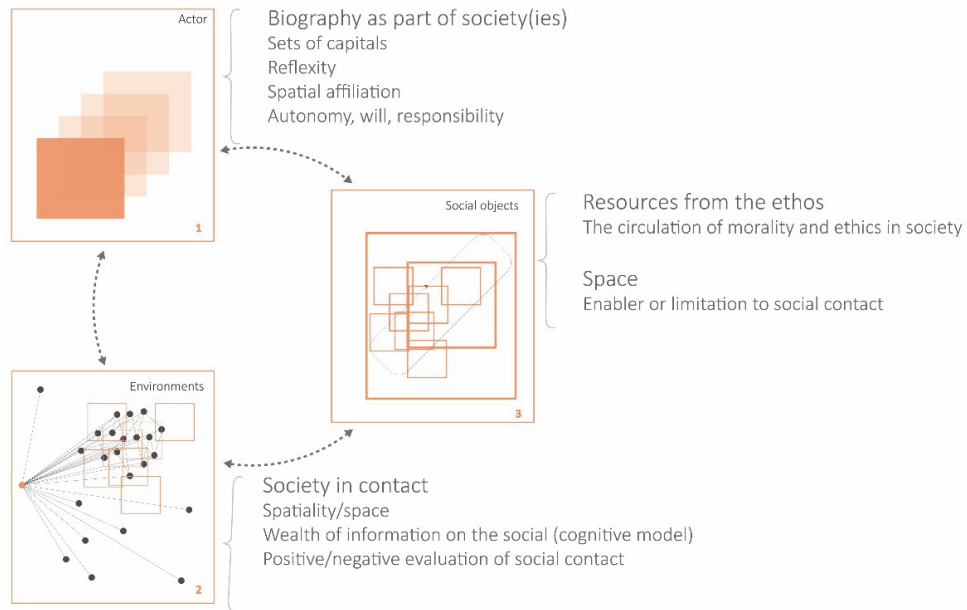 Actor
1
Biography as part of society(ies)
Sets of capitals
Reflexity
Spatial affiliation
Autonomy, will, responsibility
Social objects
3
Resources from the ethos
The circulation of morality and ethics in society
Space
Enabler or limitation to social contact
Environments
2
Society in contact
Spatiality/space
Wealth of information on the social (cognitive model)
Positive/negative evaluation of social contact